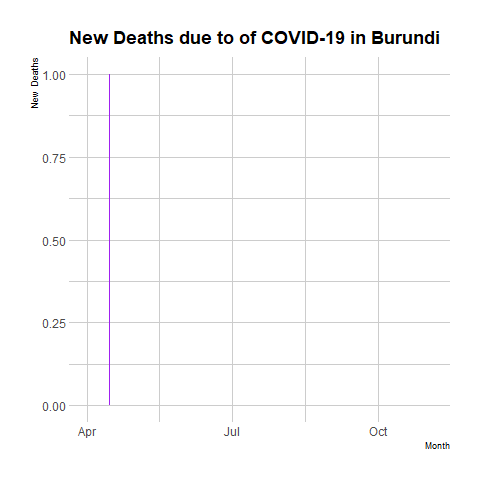 New Deaths due to of COVID-19 in Burundi
New Deaths
1.00
0.75
0.50
0.25
0.00
Apr Jul Oct
Month